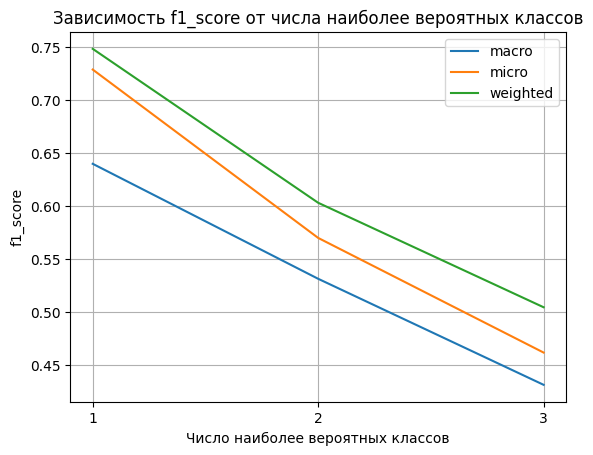 Зависимость f1_score от числа наиболее вероятных классов
macro
micro
weighted
f1_score
0.75
0.70
0.65
0.60
0.55
0.50
0.45
1 2 3
Число наиболее вероятных классов